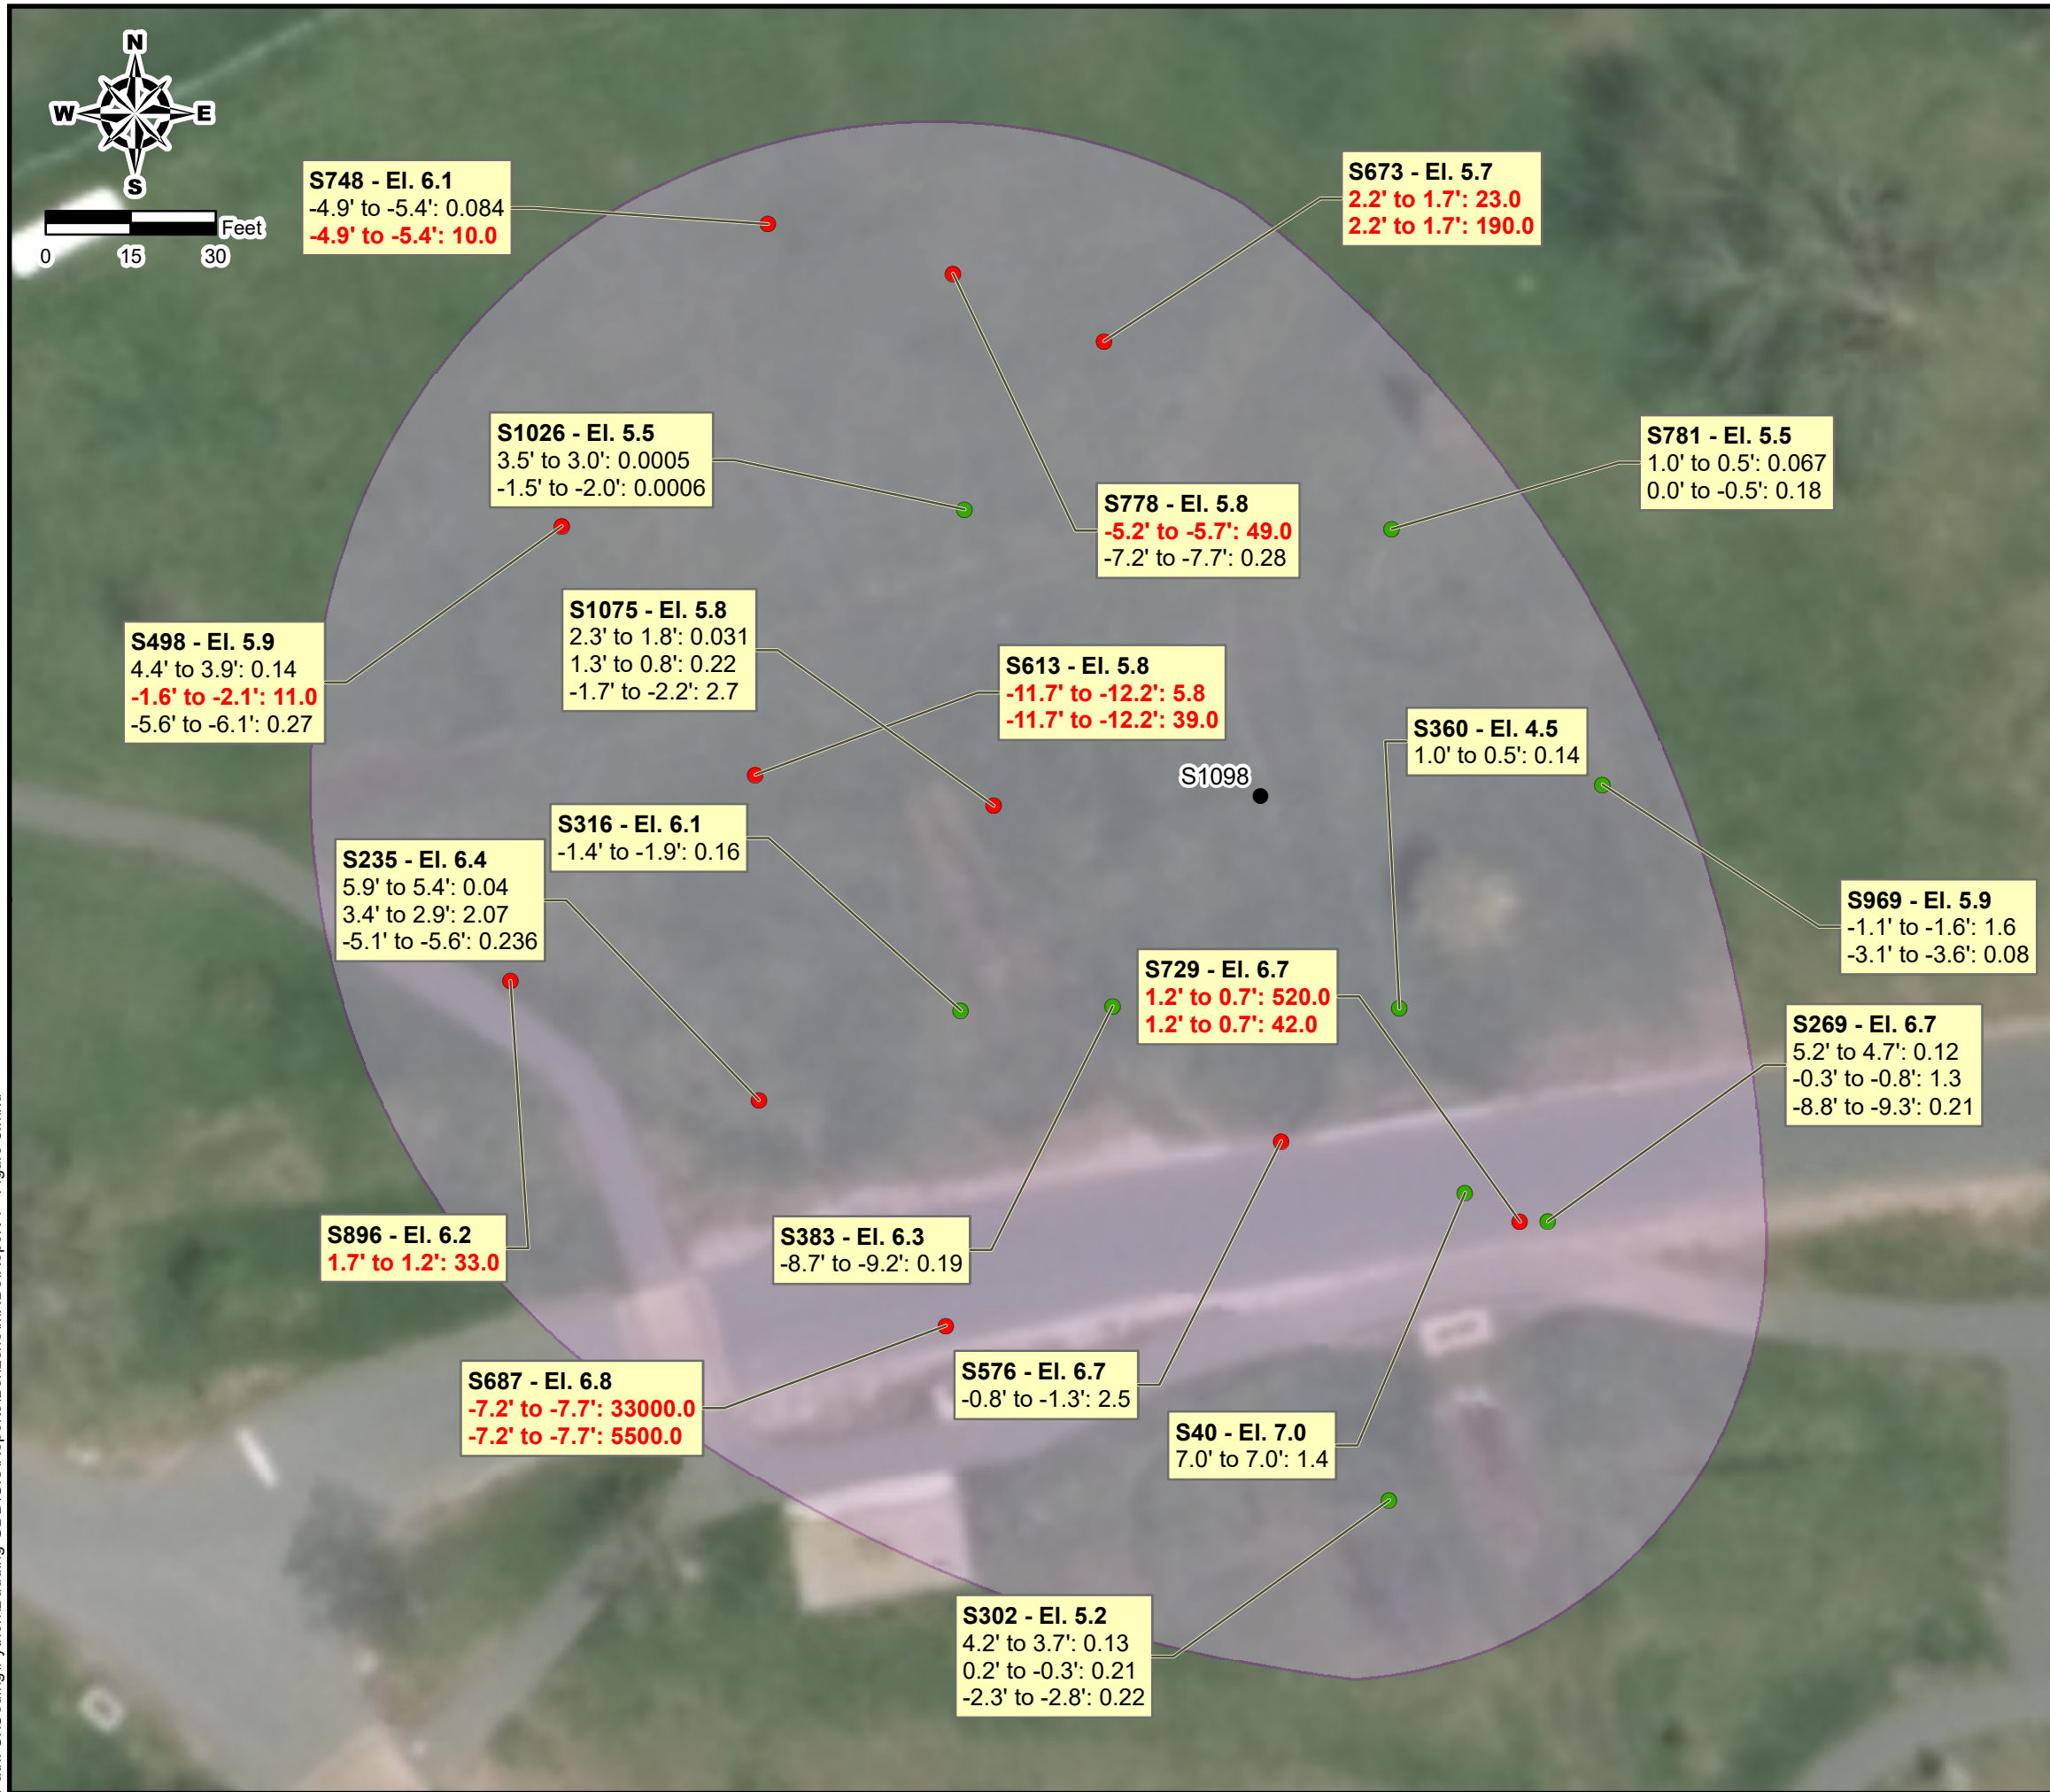 N
W E
S
Feet
0 15 30
S748 - El. 6.1
-4.9' to -5.4': 0.084
-4.9' to -5.4': 10.0
S673 - El. 5.7
2.2' to 1.7': 23.0
2.2' to 1.7': 190.0
S1026 - El. 5.5
3.5' to 3.0': 0.0005
-1.5' to -2.0': 0.0006
S781 - El. 5.5
1.0' to 0.5': 0.067
0.0' to -0.5': 0.18
S778 - El. 5.8
-5.2' to -5.7': 49.0
-7.2' to -7.7': 0.28
S498 - El. 5.9
4.4' to 3.9': 0.14
-1.6' to -2.1': 11.0
-5.6' to -6.1': 0.27
S1075 - El. 5.8
2.3' to 1.8': 0.031
1.3' to 0.8': 0.22
-1.7' to -2.2': 2.7
S613 - El. 5.8
-11.7' to -12.2': 5.8
-11.7' to -12.2': 39.0
S1098
S360 - El. 4.5
1.0' to 0.5': 0.14
S316 - El. 6.1
-1.4' to -1.9': 0.16
S235 - El. 6.4
5.9' to 5.4': 0.04
3.4' to 2.9': 2.07
-5.1' to -5.6': 0.236
S969 - El. 5.9
-1.1' to -1.6': 1.6
-3.1' to -3.6': 0.08
S729 - El. 6.7
1.2' to 0.7': 520.0
1.2' to 0.7': 42.0
S269 - El. 6.7
5.2' to 4.7': 0.12
-0.3' to -0.8': 1.3
-8.8' to -9.3': 0.21
S896 - El. 6.2
1.7' to 1.2': 33.0
S383 - El. 6.3
-8.7' to -9.2': 0.19
S687 - El. 6.8
-7.2' to -7.7': 33000.0
-7.2' to -7.7': 5500.0
S576 - El. 6.7
-0.8' to -1.3': 2.5
S40 - El. 7.0
7.0' to 7.0': 1.4
S302 - El. 5.2
4.2' to 3.7': 0.13
0.2' to -0.3': 0.21
-2.3' to -2.8': 0.22